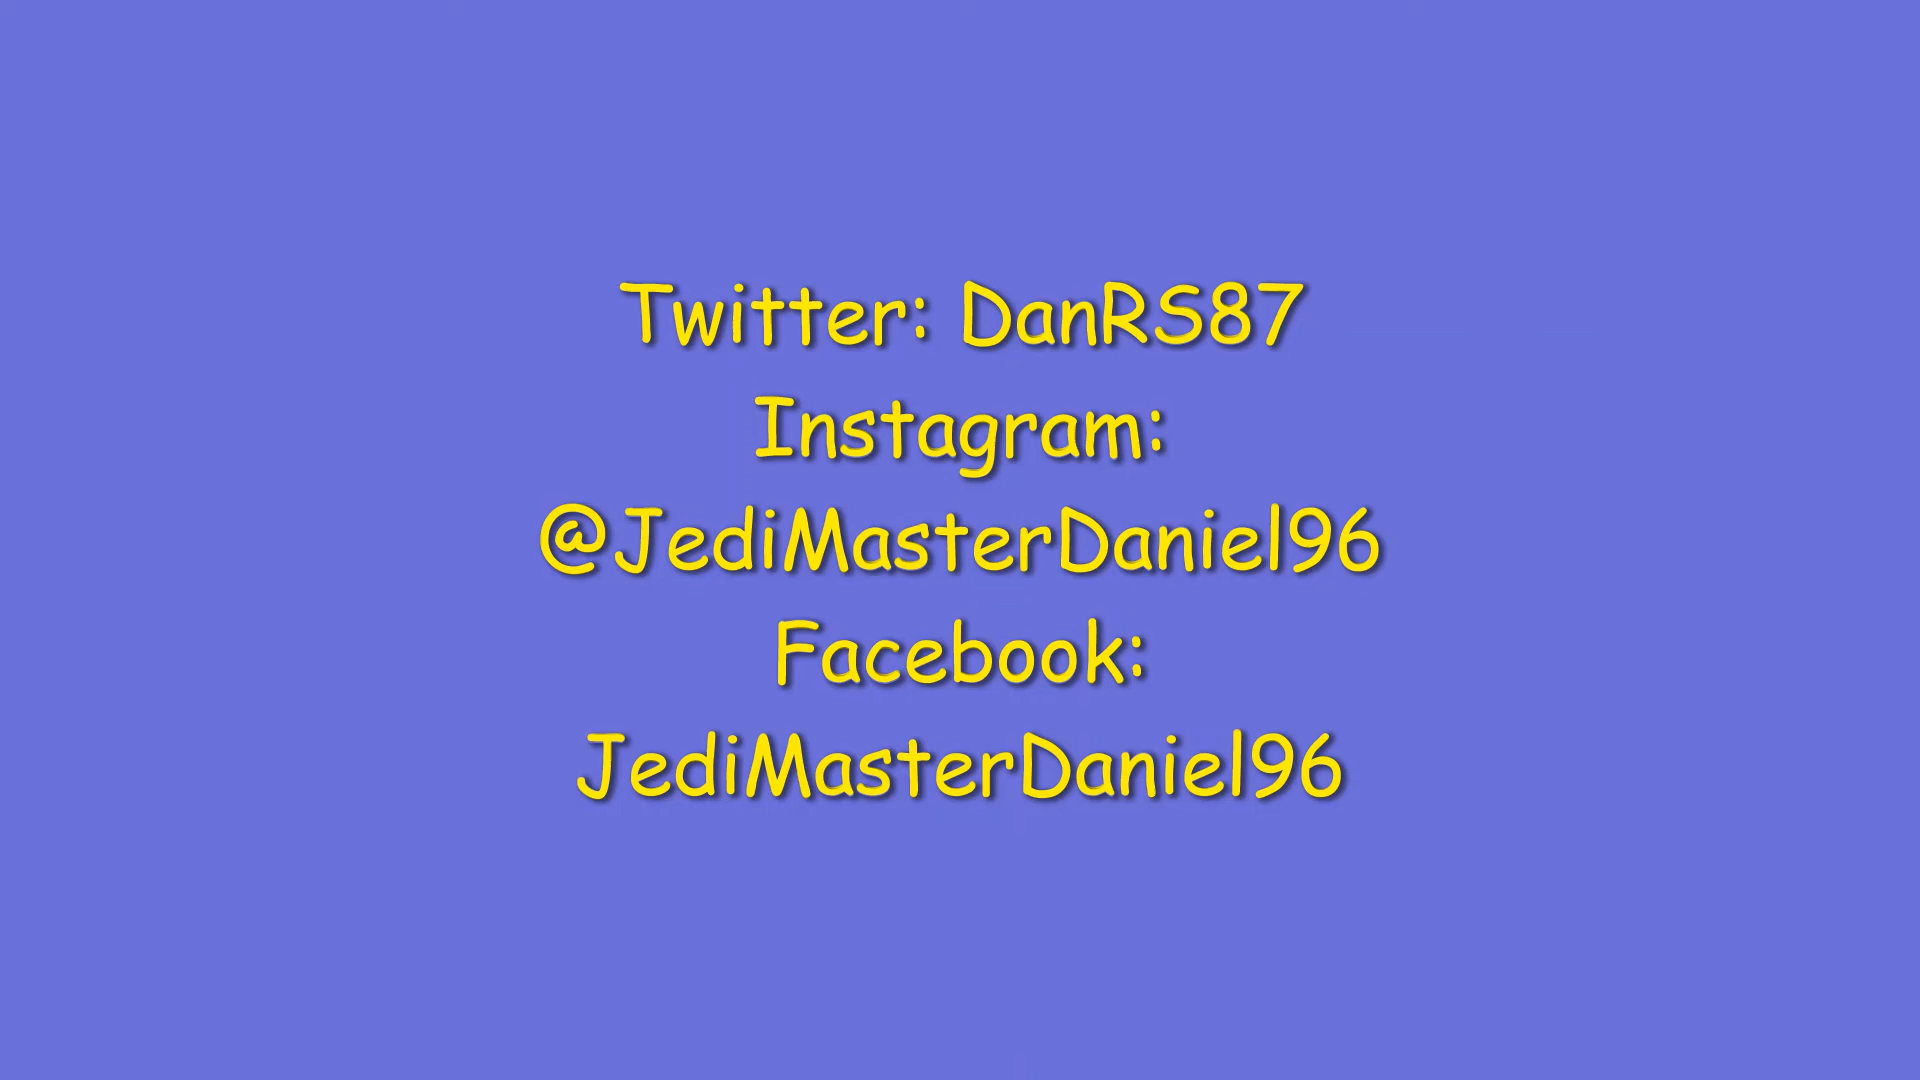 Twitter: DanRS87
Instagram:
@JediMasterDaniel96
Facebook:
JediMasterDaniel96